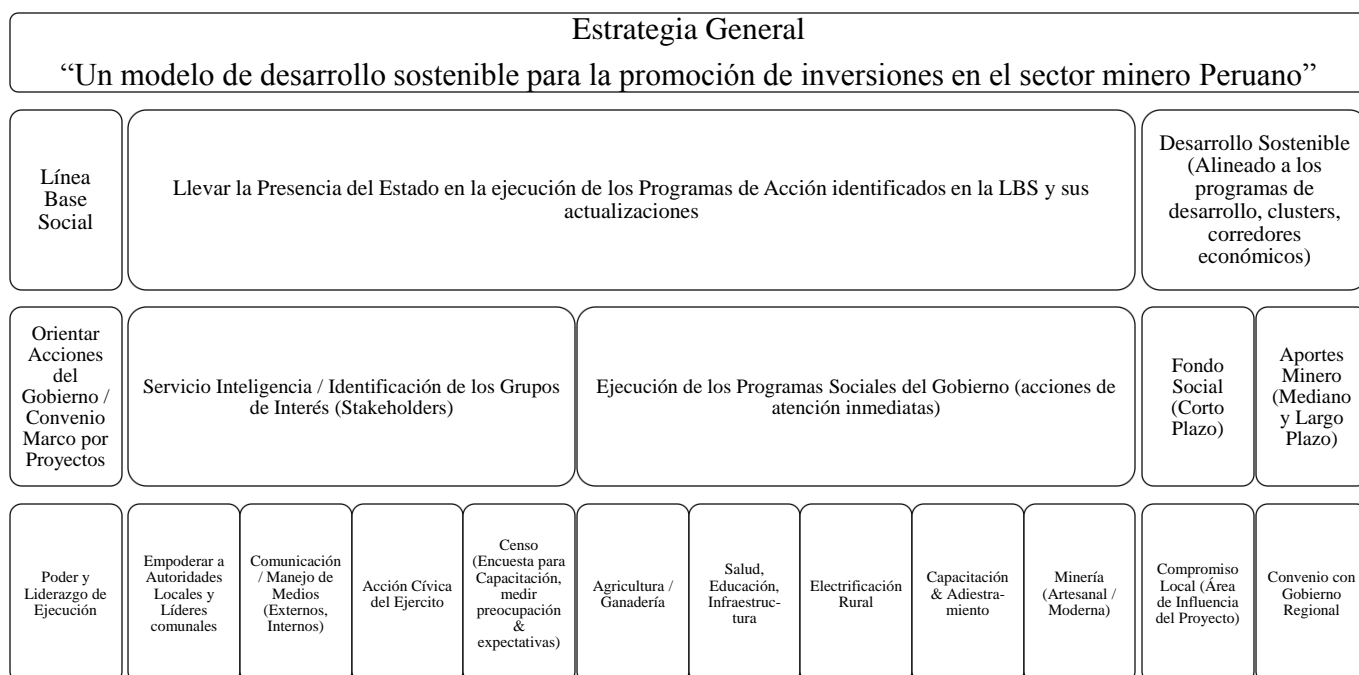 Estrategia General
“Un modelo de desarrollo sostenible para la promoción de inversiones en el sector minero Peruano”
Línea
Base
Social
Llevar la Presencia del Estado en la ejecución de los Programas de Acción identificados en la LBS y sus
actualizaciones
Desarrollo Sostenible
(Alineado a los
programas de
desarrollo, clusters,
corredores
económicos)
Orientar
Acciones
del
Gobierno /
Convenio
Marco por
Proyectos
Servicio Inteligencia / Identificación de los Grupos
de Interés (Stakeholders)
Ejecución de los Programas Sociales del Gobierno (acciones de
atención inmediatas)
Fondo
Social
(Corto
Plazo)
Aportes
Minero
(Mediano
y Largo
Plazo)
Poder y
Liderazgo de
Ejecución
Empoderar a
Autoridades
Locales y
Líderes
comunales
Comunicación
/ Manejo de
Medios
(Externos,
Internos)
Acción Cívica
del Ejercito
Censo
(Encuesta para
Capacitación,
medir
preocupación
&
expectativas)
Agricultura /
Ganadería
Salud,
Educación,
Infraestruc-
tura
Electrificación
Rural
Capacitación
& Adiestra-
miento
Minería
(Artesanal /
Moderna)
Compromiso
Local (Área de
Influencia
del Proyecto)
Convenio con
Gobierno
Regional